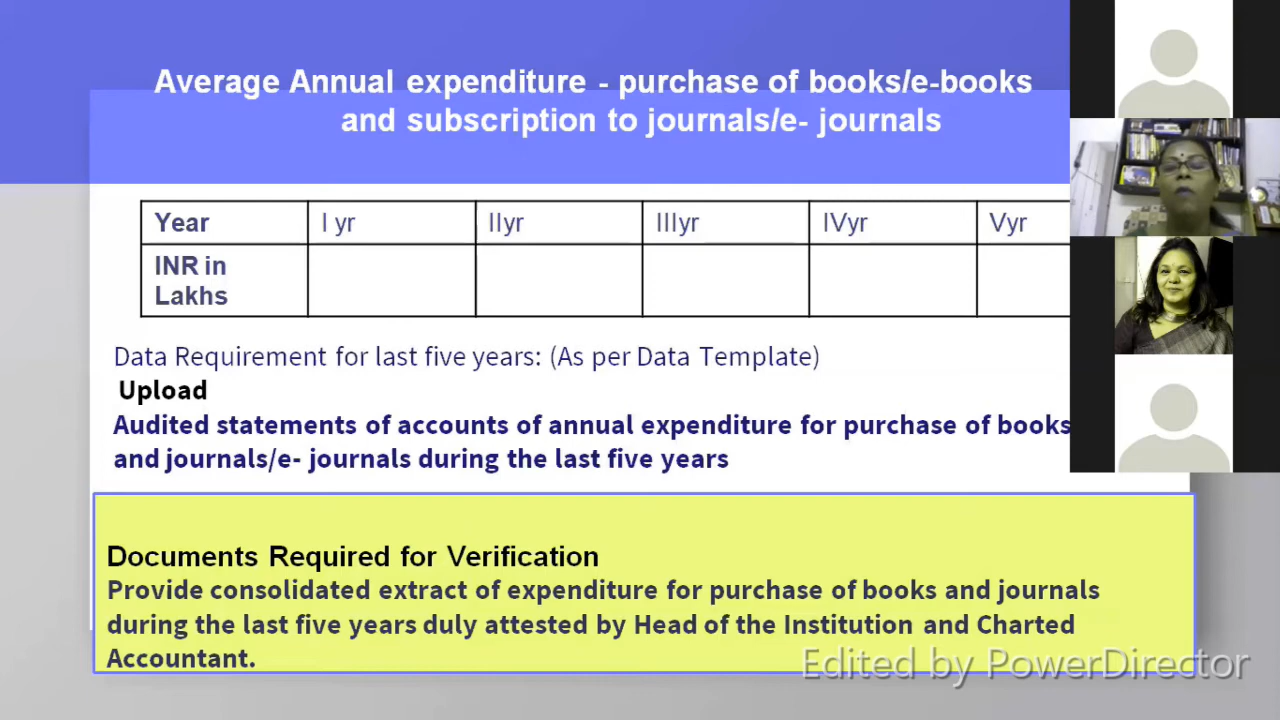 Average Annual expenditure - purchase of books/e-books
and subscription to journals/e- journals
Year I yr IIyr IIIyr IVyr Vyr
INR in
Lakhs
Data Requirement for last five years: (As per Data Template)
Upload
Audited statements of accounts of annual expenditure for purchase of books
and journals/e- journals during the last five years
Documents Required for Verification
Provide consolidated extract of expenditure for purchase of books and journals
during the last five years duly attested by Head of the Institution and Charted
Accountant.
Edited by PowerDirector